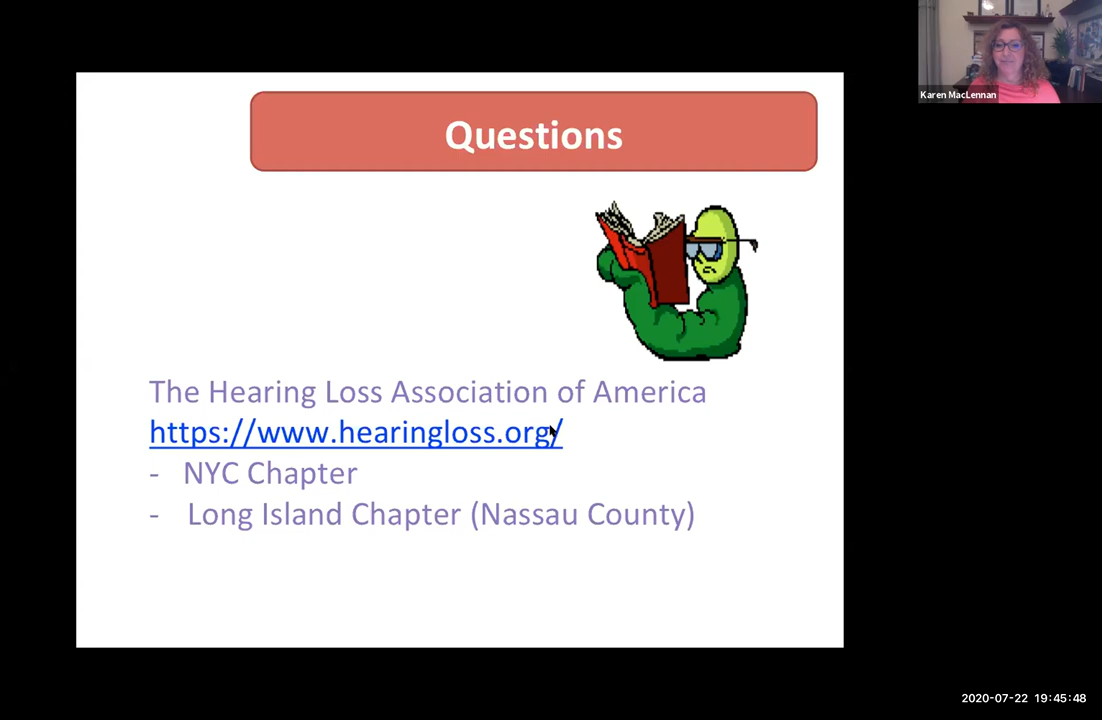 Questions
Karen MacLennan
The Hearing Loss Association of America
https://www.hearingloss.org/
- NYC Chapter
- Long Island Chapter (Nassau County)
2020-07-22 19:45:48